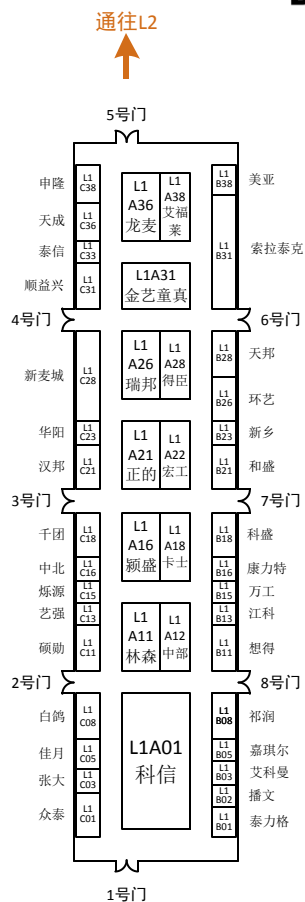 通往L2
5号门
申隆
L1
C38
L1
A36
龙麦
L1
A38
艾福
莱
L1
B38
美亚
天成
L1
C36
泰信
L1
C33
L1
B31
索拉泰克
顺益兴
L1
C31
L1A31
金艺童真
4号门
6号门
新麦城
L1
C28
L1
A26
瑞邦
L1
A28
得臣
L1
B28
天邦
L1
B26
环艺
华阳
L1
C23
L1
A21
正的
L1
A22
宏工
L1
B23
新乡
汉邦
L1
C21
L1
B21
和盛
3号门
7号门
千团
L1
C18
L1
A16
颍盛
L1
A18
卡士
L1
B18
科盛
中北
L1
C16
L1
B16
康力特
烁源
L1
C15
L1
B15
万工
艺强
L1
C13
L1
A11
林森
L1
A12
中部
L1
B13
江科
硕勋
L1
C11
L1
B11
想得
2号门
8号门
白鸽
L1
C08
L1A01
科信
L1
B08
祁润
佳月
L1
C05
L1
B05
嘉琪尔
张大
L1
C03
L1
B03
艾科曼
L1
B02
播文
众泰
L1
C01
L1
B01
泰力格
1号门